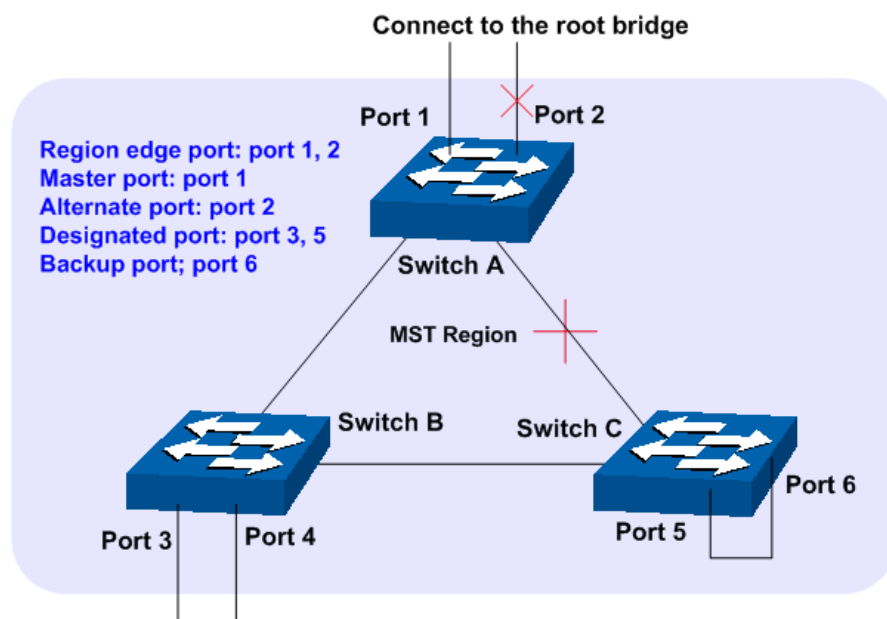 Connect to the root bridge
Port 1
Port 2
Region edge port: port 1, 2
Master port: port 1
Alternate port: port 2
Designated port: port 3, 5
Backup port; port 6
Switch A
MST Region
Switch B
Switch C
Port 6
Port 5
Port 3
Port 4